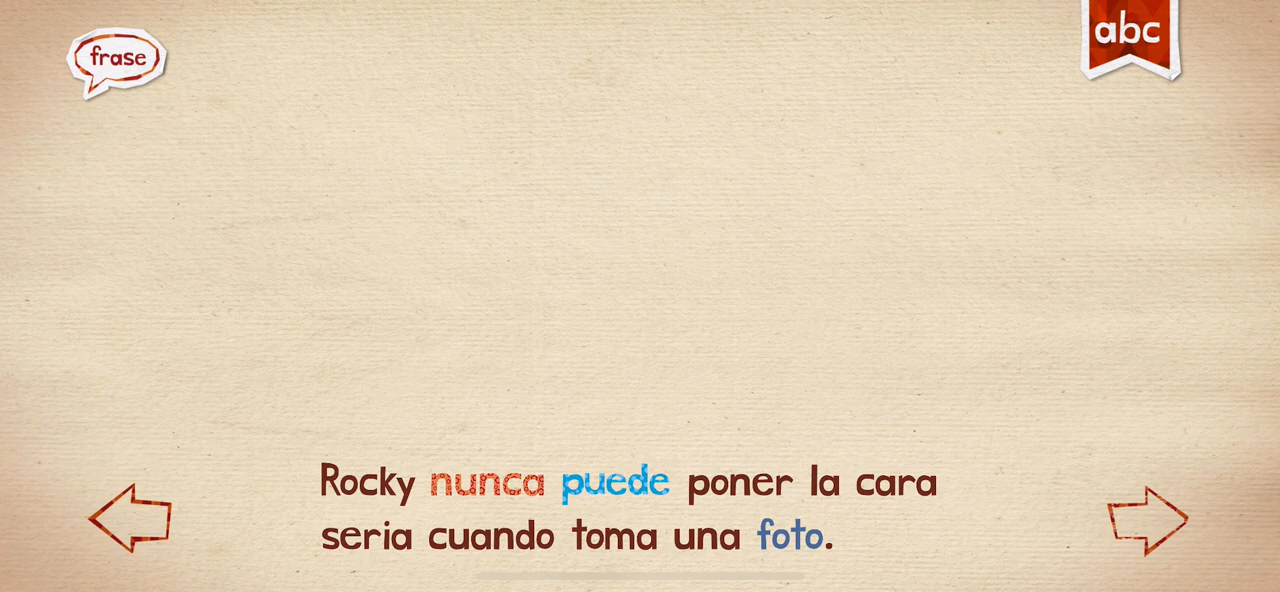 frase
abc
Rocky nunca puede poner la cara
seria cuando toma una foto.